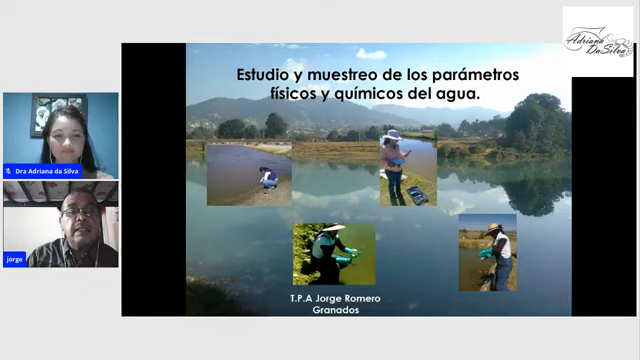 Adriana
DaSilva
Estudio y muestreo de los parámetros
físicos y químicos del agua.
Dra Adriana da Silva
jorge
T.P.A Jorge Romero
Granados